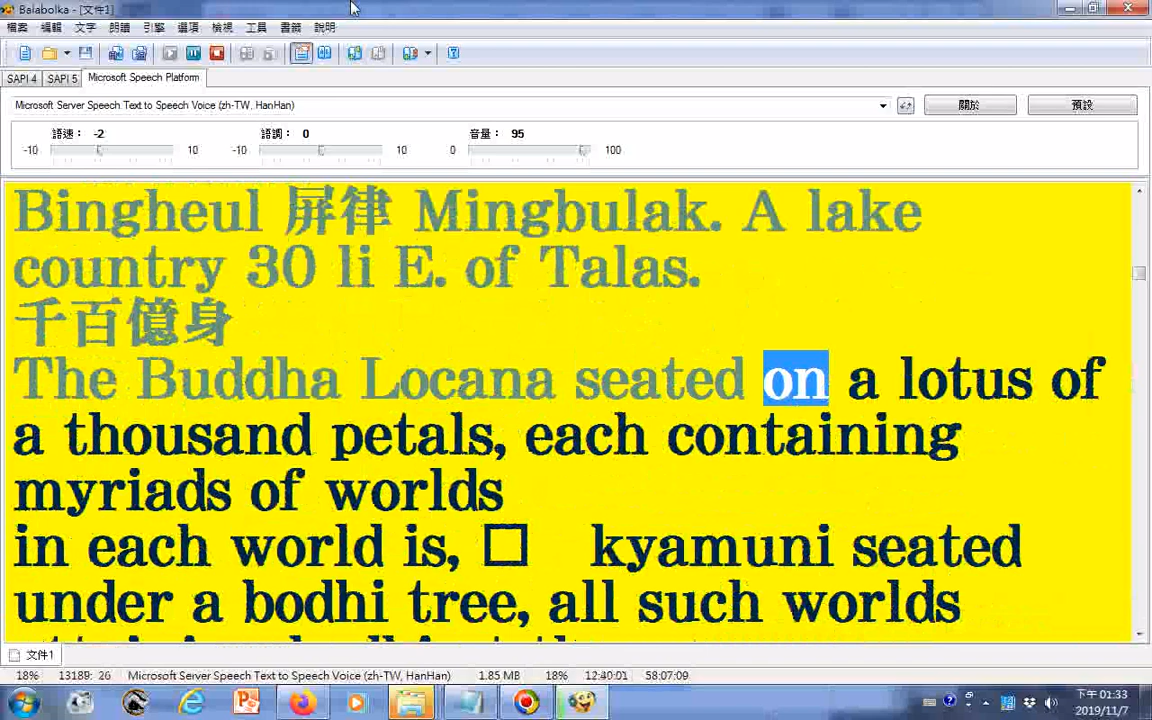 Balabolka - [文件1]
檔案 編輯 文字 朗讀 引擎 選項 檢視 工具 書籤 說明
SAPI 4 SAPI 5 Microsoft Speech Platform
Microsoft Server Speech Text to Speech Voice (zh-TW, HanHan) 關於 預設
語速： -2 語調： 0 音量： 95
-10 10 -10 10 0 100
Bingheul 屏律 Mingbulak. A lake
country 30 li E. of Talas.
千百億身
The Buddha Locana seated on a lotus of
a thousand petals, each containing
myriads of worlds
in each world is, □ kyamuni seated
under a bodhi tree, all such worlds
文件1
18% 13189: 26 Microsoft Server Speech Text to Speech Voice (zh-TW, HanHan) 1.85 MB 18% 12:40:01 58:07:09
下午 01:33
2019/11/7